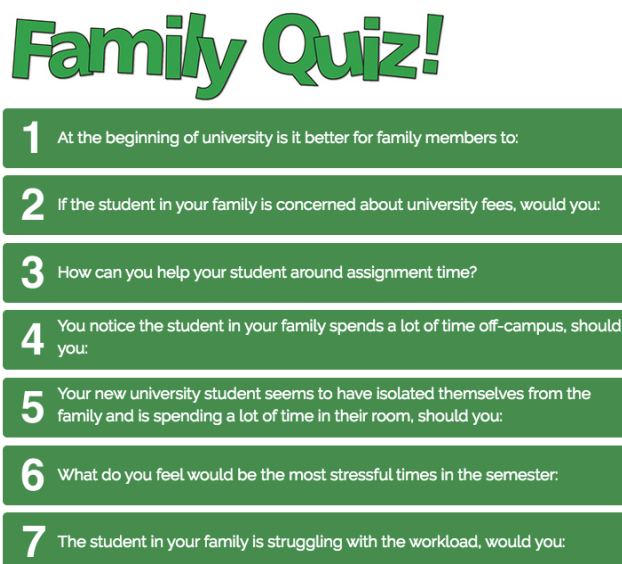 Family Quiz!
1 At the beginning of university is it better for family members to:
2 If the student in your family is concerned about university fees, would you:
3 How can you help your student around assignment time?
4 You notice the student in your family spends a lot of time off-campus, should
you:
5 Your new university student seems to have isolated themselves from the
family and is spending a lot of time in their room, should you:
6 What do you feel would be the most stressful times in the semester:
7 The student in your family is struggling with the workload, would you: